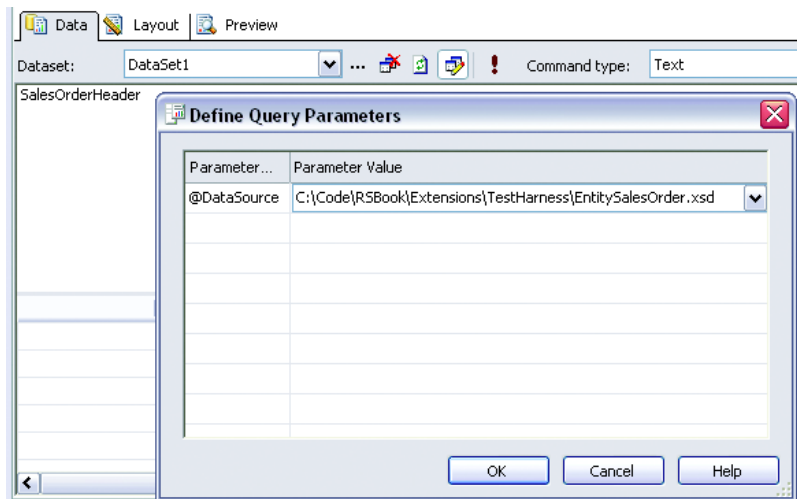 Data Layout Preview
Dataset: DataSet1 ... ! Command type: Text
SalesOrderHeader
Define Query Parameters
Parameter... Parameter Value
@DataSource C:\Code\RSBook\Extensions\TestHarness\EntitySalesOrder.xsd
OK Cancel Help